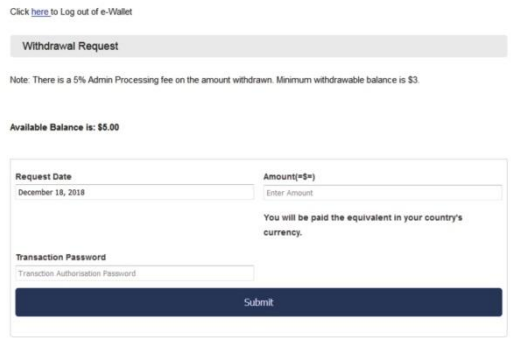 Click here to Log out of e-Wallet
Withdrawal Request
Note: There is a 5% Admin Processing fee on the amount withdrawn. Minimum withdrawable balance is $3.
Available Balance is: $5.00
Request Date
December 18, 2018
Amount(=$=)
Enter Amount
You will be paid the equivalent in your country's
currency.
Transaction Password
Transction Authorisation Password
Submit